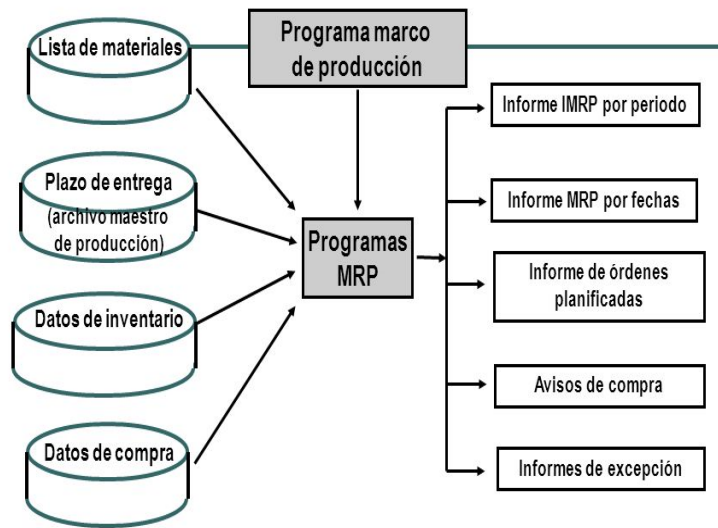 Lista de materiales
Programa marco
de producción
Plazo de entrega
(archivo maestro
de producción)
Datos de inventario
Datos de compra
Programas
MRP
Informe IMRP por periodo
Informe MRP por fechas
Informe de órdenes
planificadas
Avisos de compra
Informes de excepción